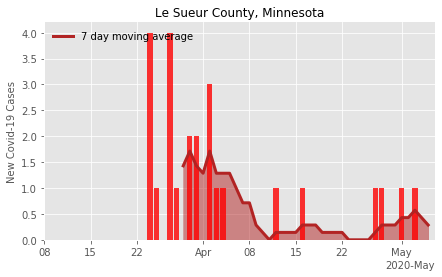 Le Sueur County, Minnesota
7 day moving average
New Covid-19 Cases
4.0
3.5
3.0
2.5
2.0
1.5
1.0
0.5
0.0
08 15 22 Apr 08 15 22 May
2020-May